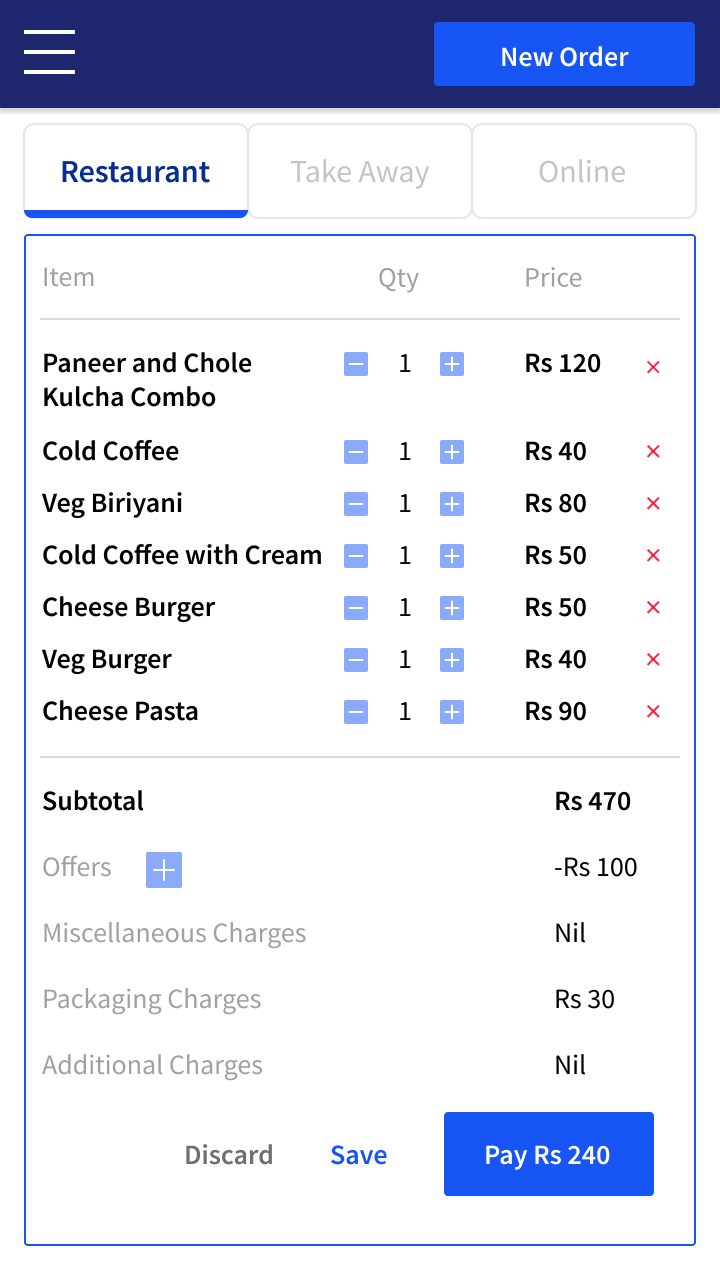 New Order
Restaurant Take Away Online
Item Qty Price
Paneer and Chole 1 Rs 120
Kulcha Combo
Cold Coffee 1 Rs 40
Veg Biriyani 1 Rs 80
Cold Coffee with Cream 1 Rs 50
Cheese Burger 1 Rs 50
Veg Burger 1 Rs 40
Cheese Pasta 1 Rs 90
Subtotal Rs 470
Offers -Rs 100
Miscellaneous Charges Nil
Packaging Charges Rs 30
Additional Charges Nil
Discard Save Pay Rs 240